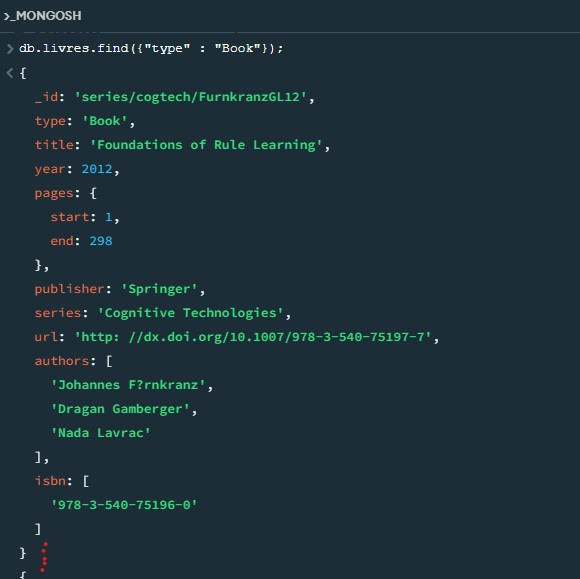 >_MONGOSH
> db.livres.find({"type" : "Book"});
< {
_id: 'series/cogtech/FurnkranzGL12',
type: 'Book',
title: 'Foundations of Rule Learning',
year: 2012,
pages: {
start: 1,
end: 298
},
publisher: 'Springer',
series: 'Cognitive Technologies',
url: 'http: //dx.doi.org/10.1007/978-3-540-75197-7',
authors: [
'Johannes F?rnkranz',
'Dragan Gamberger',
'Nada Lavrac'
],
isbn: [
'978-3-540-75196-0'
]
}
{